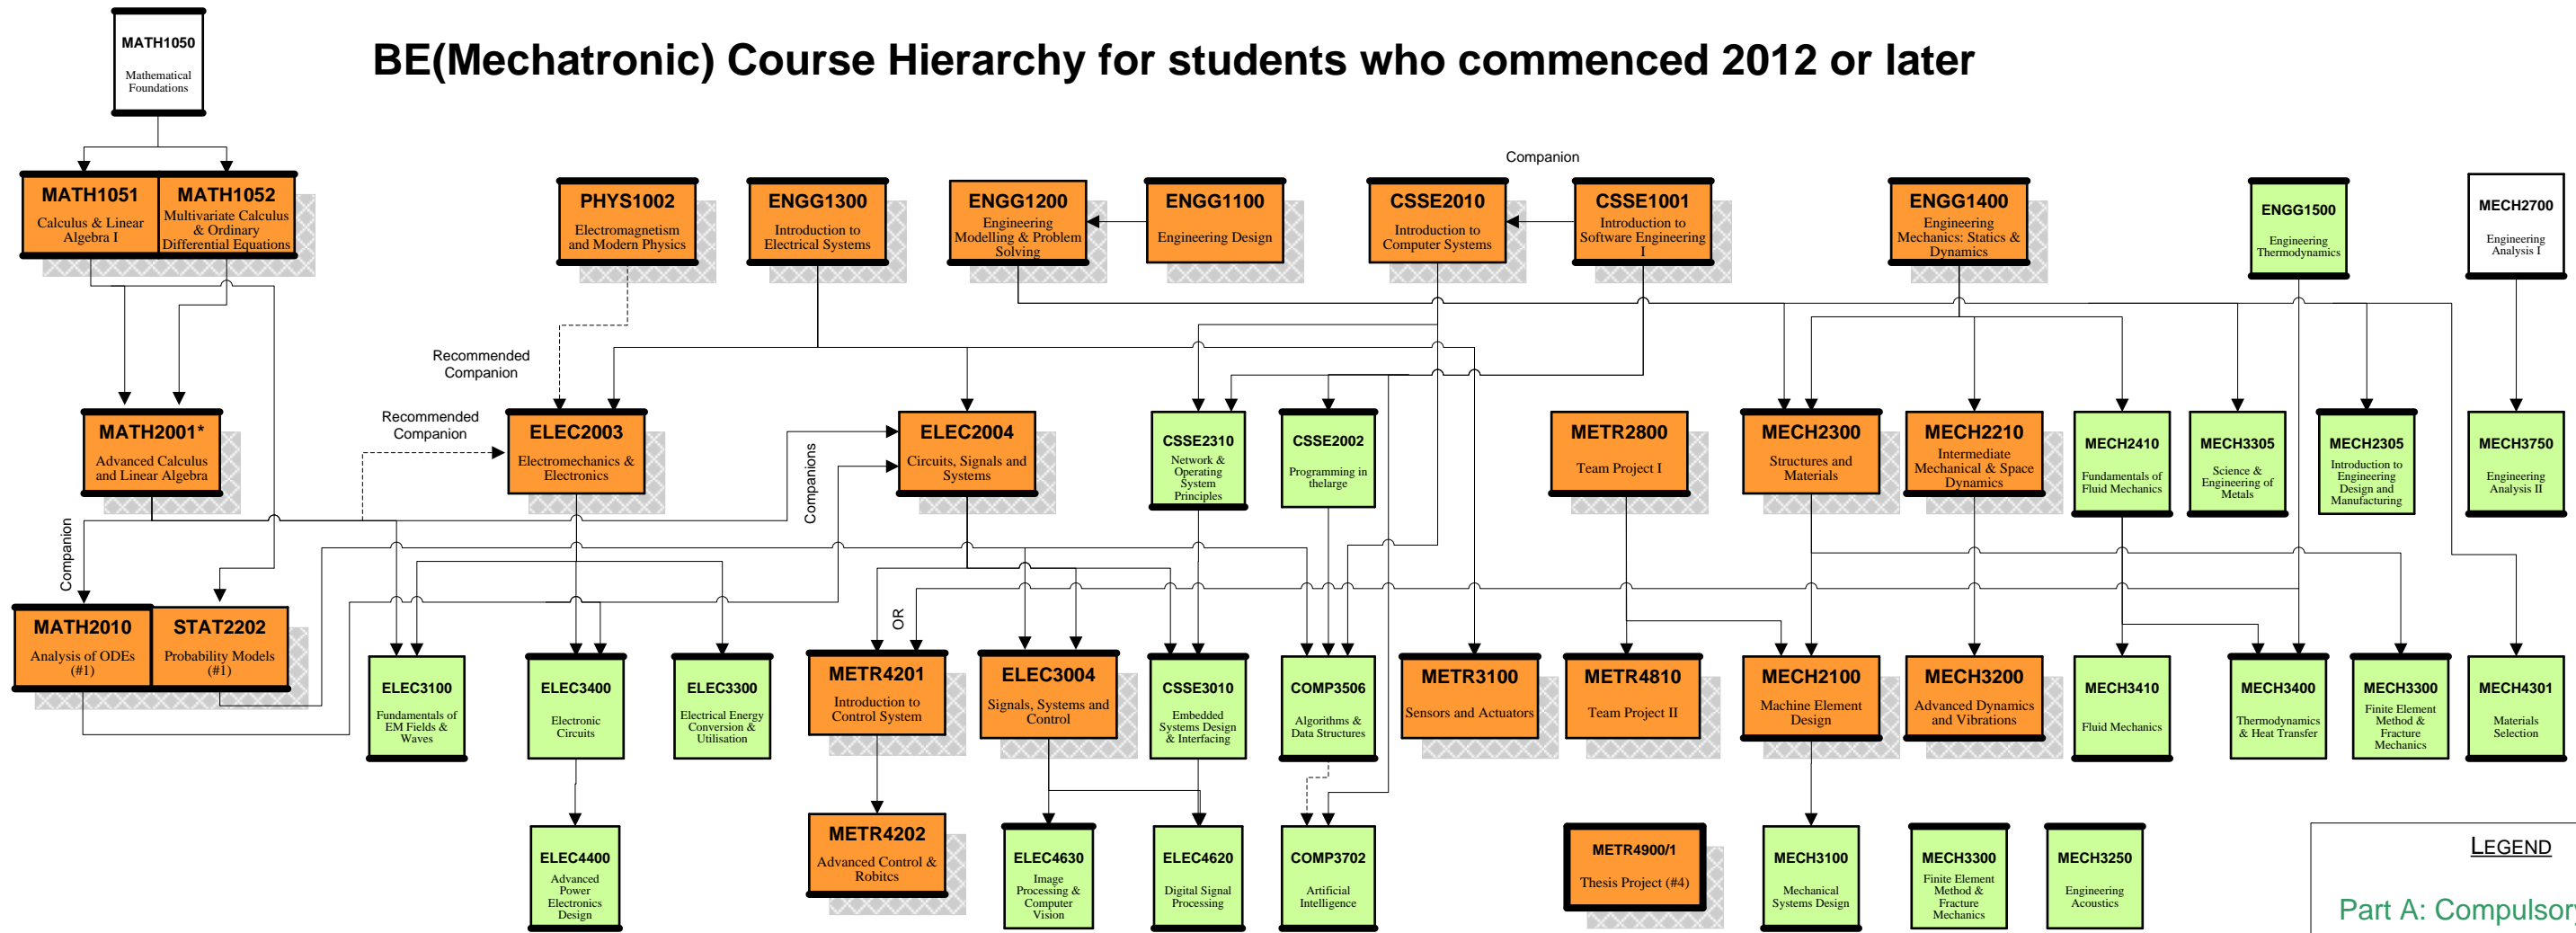 BE(Mechatronic) Course Hierarchy for students who commenced 2012 or later
MATH1050
Mathematical
Foundations
Companion
MATH1051
Calculus & Linear
Algebra I
MATH1052
Multivariate Calculus
& Ordinary
Differential Equations
PHYS1002
Electromagnetism
and Modern Physics
ENGG1300
Introduction to
Electrical Systems
ENGG1200
Engineering
Modelling & Problem
Solving
ENGG1100
Engineering Design
CSSE2010
Introduction to
Computer Systems
CSSE1001
Introduction to
Software Engineering
I
ENGG1400
Engineering
Mechanics: Statics &
Dynamics
ENGG1500
Engineering
Thermodynamics
MECH2700
Engineering
Analysis I
Recommended
Companion
Recommended
Companion
Companions
Companion
MATH2001*
Advanced Calculus
and Linear Algebra
ELEC2003
Electromechanics &
Electronics
ELEC2004
Circuits, Signals and
Systems
CSSE2310
Network &
Operating
System
Principles
CSSE2002
Programming in
thelarge
METR2800
Team Project I
MECH2300
Structures and
Materials
MECH2210
Intermediate
Mechanical & Space
Dynamics
MECH2410
Fundamentals of
Fluid Mechanics
MECH3305
Science &
Engineering of
Metals
MECH2305
Introduction to
Engineering
Design and
Manufacturing
MECH3750
Engineering
Analysis II
OR
MATH2010
Analysis of ODEs
(#1)
STAT2202
Probability Models
(#1)
ELEC3100
Fundamentals of
EM Fields &
Waves
ELEC3400
Electronic
Circuits
ELEC3300
Electrical Energy
Conversion &
Utilisation
METR4201
Introduction to
Control System
ELEC3004
Signals, Systems and
Control
CSSE3010
Embedded
Systems Design
& Interfacing
COMP3506
Algorithms &
Data Structures
METR3100
Sensors and Actuators
METR4810
Team Project II
MECH2100
Machine Element
Design
MECH3200
Advanced Dynamics
and Vibrations
MECH3410
Fluid Mechanics
MECH3400
Thermodynamics
& Heat Transfer
MECH3300
Finite Element
Method &
Fracture
Mechanics
MECH4301
Materials
Selection
ELEC4400
Advanced
Power
Electronics
Design
METR4202
Advanced Control &
Robitcs
ELEC4630
Image
Processing &
Computer
Vision
ELEC4620
Digital Signal
Processing
COMP3702
Artificial
Intelligence
METR4900/1
Thesis Project (#4)
MECH3100
Mechanical
Systems Design
MECH3300
Finite Element
Method &
Fracture
Mechanics
MECH3250
Engineering
Acoustics
LEGEND
Part A: Compulsory